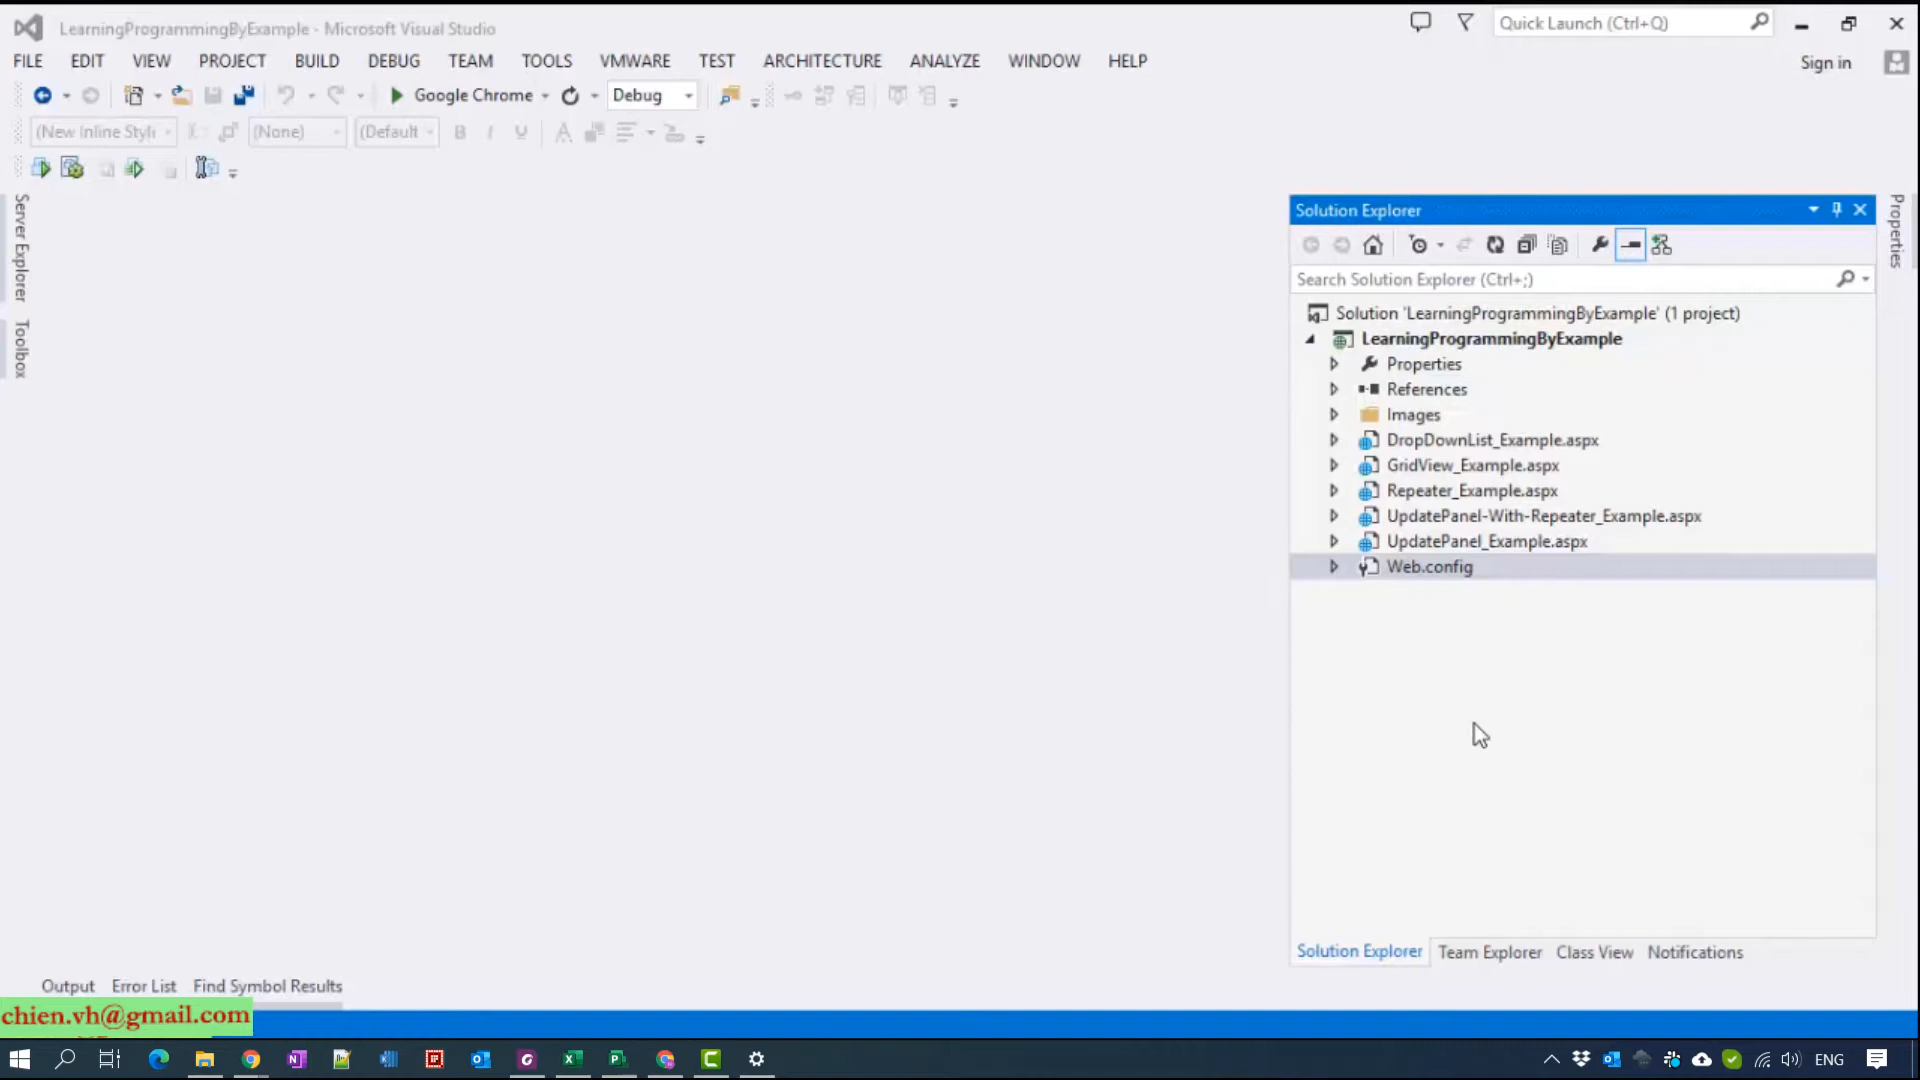 LearningProgrammingByExample - Microsoft Visual Studio
Quick Launch (Ctrl+Q)
FILE EDIT VIEW PROJECT BUILD DEBUG TEAM TOOLS VMWARE TEST ARCHITECTURE ANALYZE WINDOW HELP
Sign in
Google Chrome Debug
(New Inline Style (None) (Default B I U
Server Explorer
Toolbox
Solution Explorer
Properties
Search Solution Explorer (Ctrl+;)
Solution 'LearningProgrammingByExample' (1 project)
LearningProgrammingByExample
Properties
References
Images
DropDownList_Example.aspx
GridView_Example.aspx
Repeater_Example.aspx
UpdatePanel-With-Repeater_Example.aspx
UpdatePanel_Example.aspx
Web.config
Solution Explorer Team Explorer Class View Notifications
Output Error List Find Symbol Results
chien.vh@gmail.com
ENG